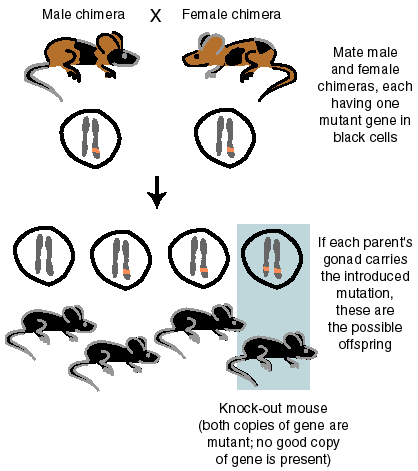 Male chimera X Female chimera
Mate male
and female
chimeras, each
having one
mutant gene in
black cells
If each parent's
gonad carries
the introduced
mutation,
these are
the possible
offspring
Knock-out mouse
(both copies of gene are
mutant; no good copy
of gene is present)